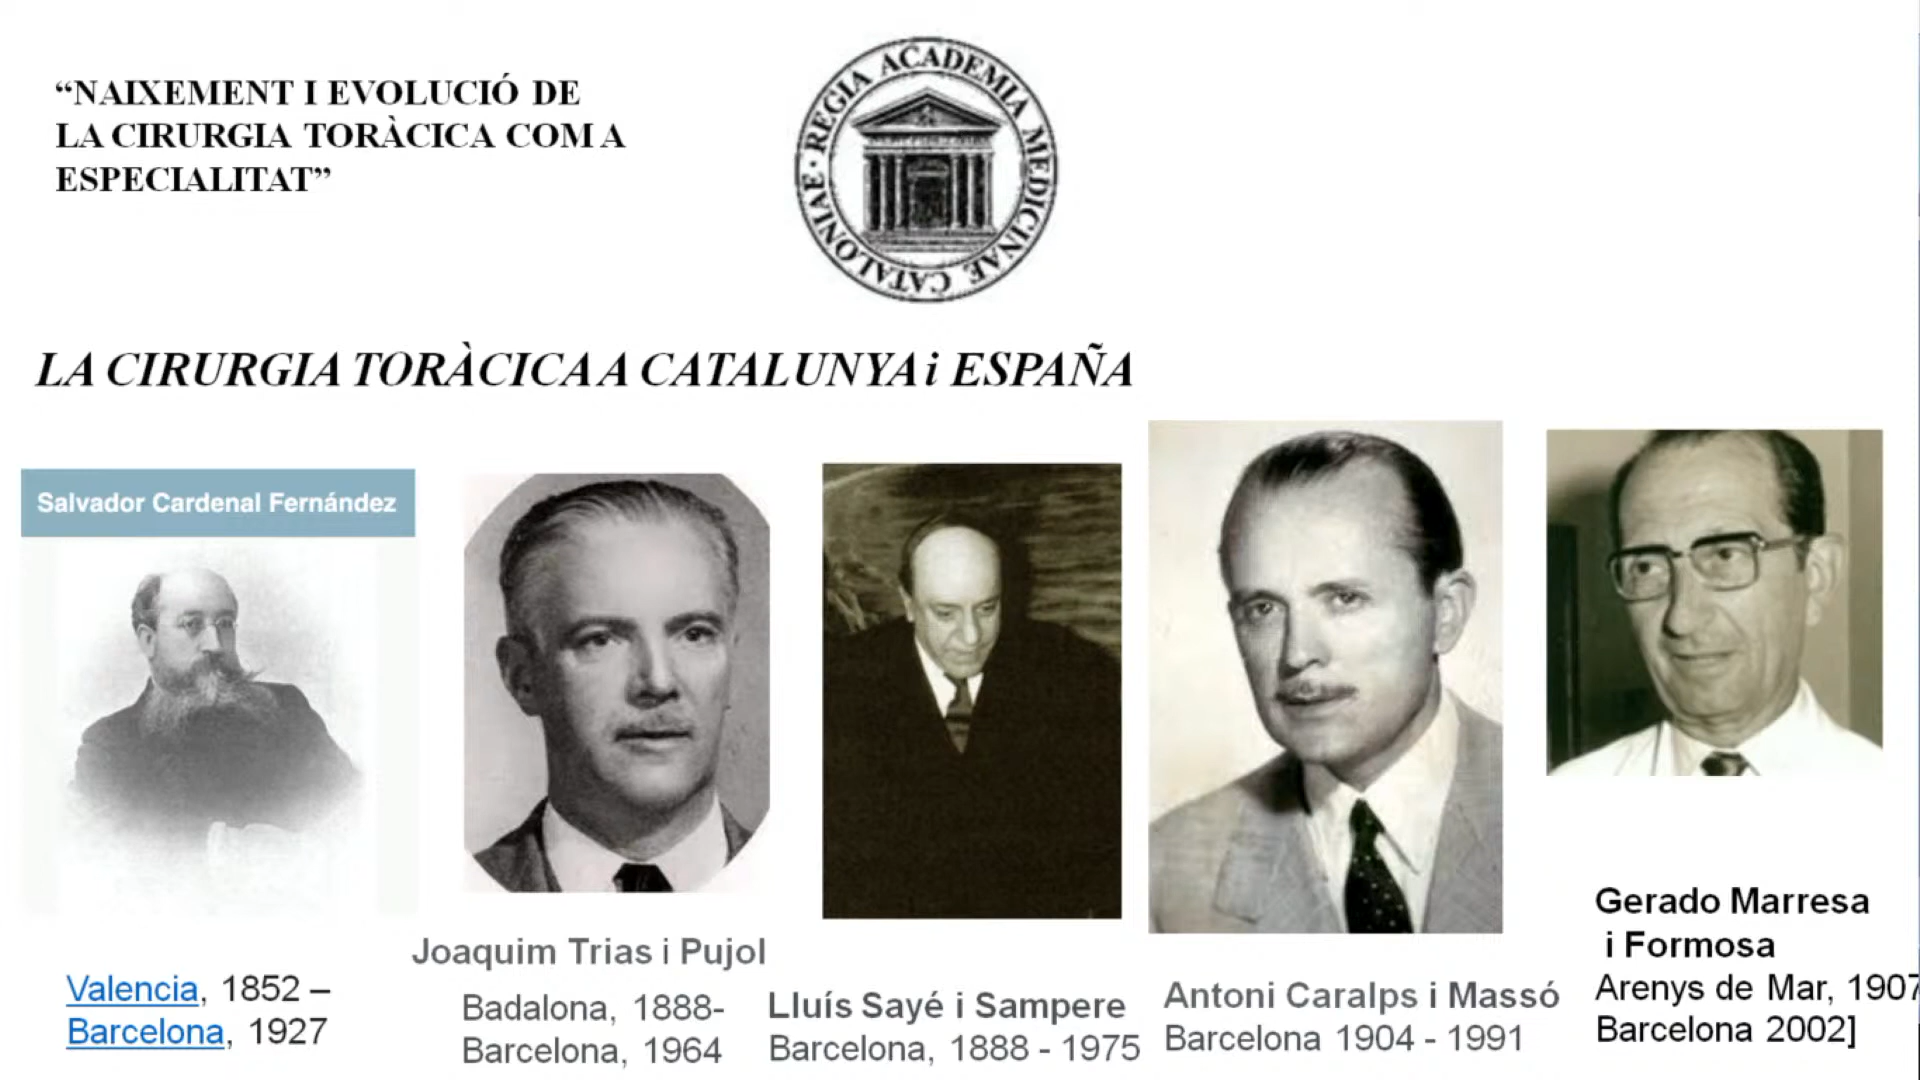 “NAIXEMENT I EVOLUCIÓ DE
LA CIRURGIA TORÀCICA COM A
ESPECIALITAT”
REGIA ACADEMIA MEDICINAE CATALONIAE ·
LA CIRURGIA TORÀCICA A CATALUNYA i ESPAÑA
Salvador Cardenal Fernández
Valencia, 1852 –
Barcelona, 1927
Joaquim Trias i Pujol
Badalona, 1888-
Barcelona, 1964
Lluís Sayé i Sampere
Barcelona, 1888 - 1975
Antoni Caralps i Massó
Barcelona 1904 - 1991
Gerado Marresa
i Formosa
Arenys de Mar, 1907
Barcelona 2002]